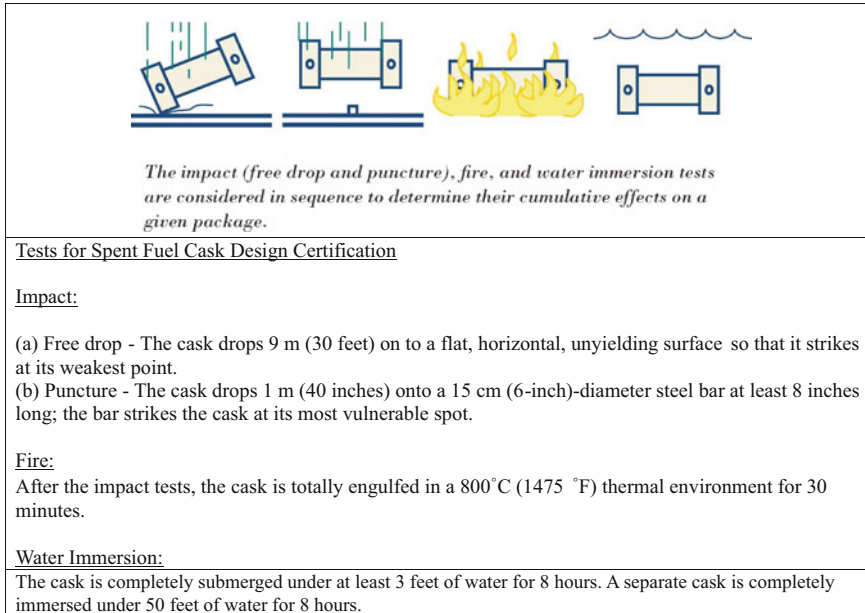 The impact (free drop and puncture), fire, and water immersion tests
are considered in sequence to determine their cumulative effects on a
given package.
Tests for Spent Fuel Cask Design Certification
Impact:
(a) Free drop - The cask drops 9 m (30 feet) on to a flat, horizontal, unyielding surface so that it strikes
at its weakest point.
(b) Puncture - The cask drops 1 m (40 inches) onto a 15 cm (6-inch)-diameter steel bar at least 8 inches
long; the bar strikes the cask at its most vulnerable spot.
Fire:
After the impact tests, the cask is totally engulfed in a 800°C (1475 °F) thermal environment for 30
minutes.
Water Immersion:
The cask is completely submerged under at least 3 feet of water for 8 hours. A separate cask is completely
immersed under 50 feet of water for 8 hours.